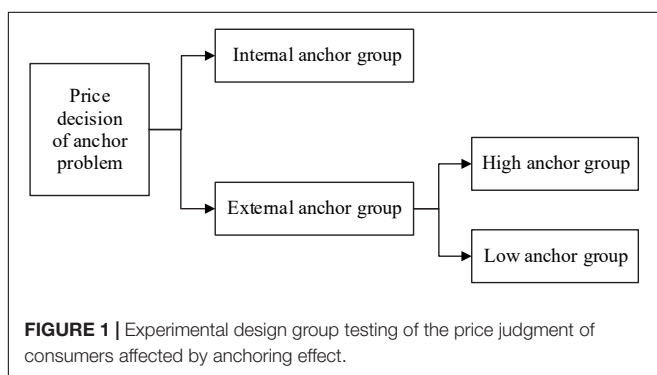 Internal anchor group
Price
decision
of anchor
problem
High anchor group
External anchor group
Low anchor group
FIGURE 1 | Experimental design group testing of the price judgment of
consumers affected by anchoring effect.